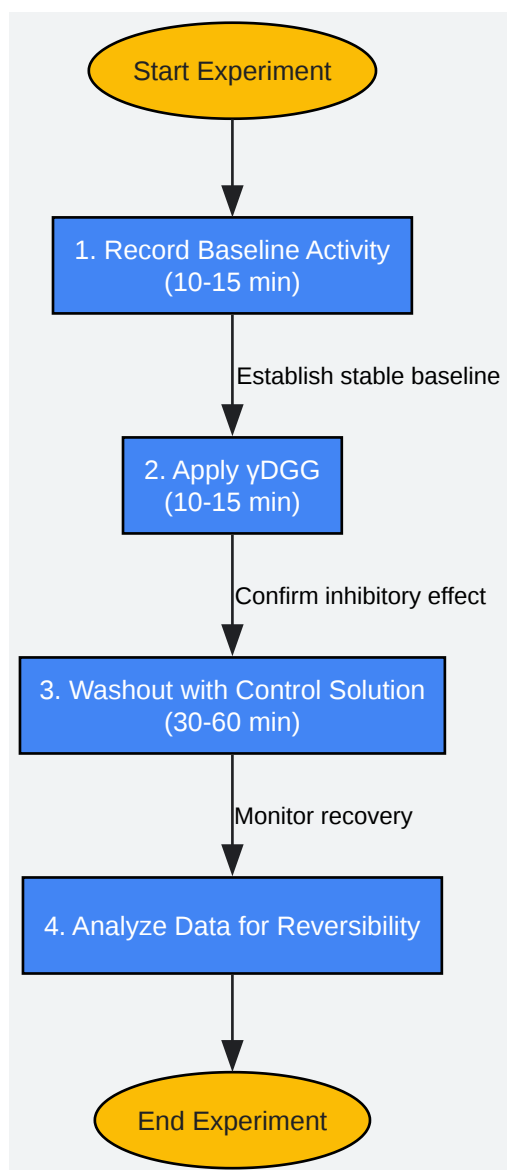 Start Experiment
1. Record Baseline Activity
(10-15 min)
Establish stable baseline
2. Apply γDGG
(10-15 min)
Confirm inhibitory effect
3. Washout with Control Solution
(30-60 min)
Monitor recovery
4. Analyze Data for Reversibility
End Experiment